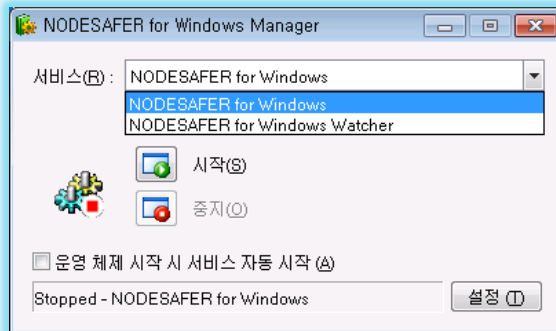 NODESAFER for Windows Manager
서비스(R) : NODESAFER for Windows
NODESAFER for Windows
NODESAFER for Windows Watcher
시작(S)
중지(O)
운영 체제 시작 시 서비스 자동 시작 (A)
Stopped - NODESAFER for Windows 설정 (T)